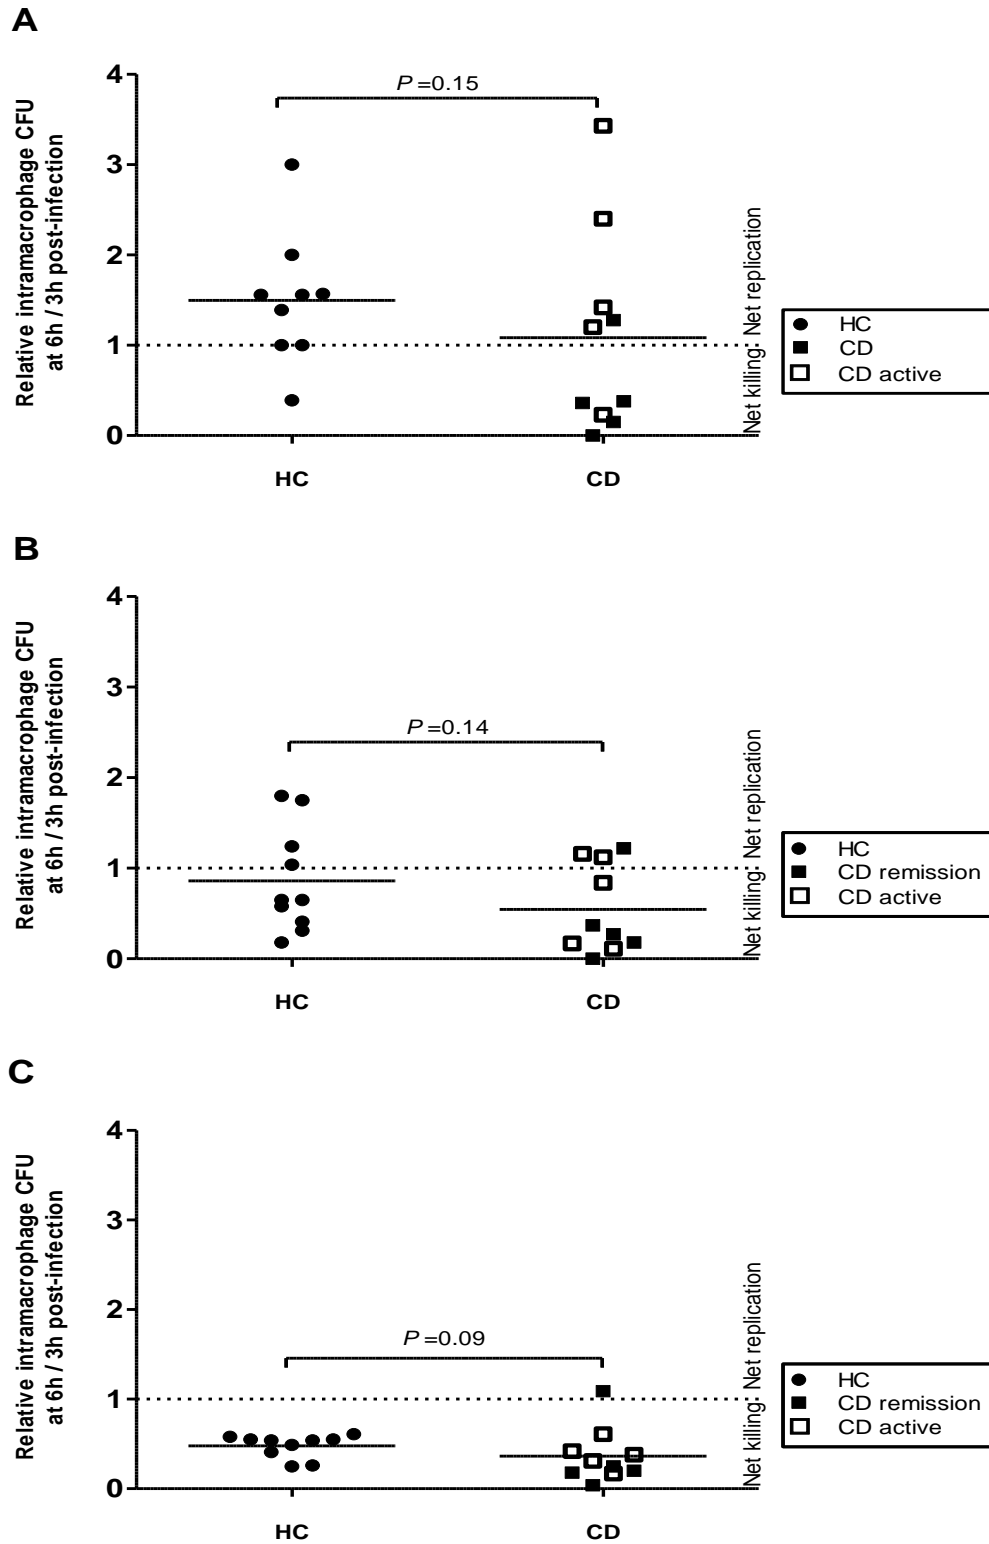 A
Relative intramacrophage CFU
at 6h / 3h post-infection
4
3
2
1
0
P=0.15
HC
CD
Net killing: Net replication
HC
CD
CD active
B
Relative intramacrophage CFU
at 6h / 3h post-infection
4
3
2
1
0
P=0.14
HC
CD
Net killing: Net replication
HC
CD remission
CD active
C
Relative intramacrophage CFU
at 6h / 3h post-infection
4
3
2
1
0
P=0.09
HC
CD
Net killing: Net replication
HC
CD remission
CD active